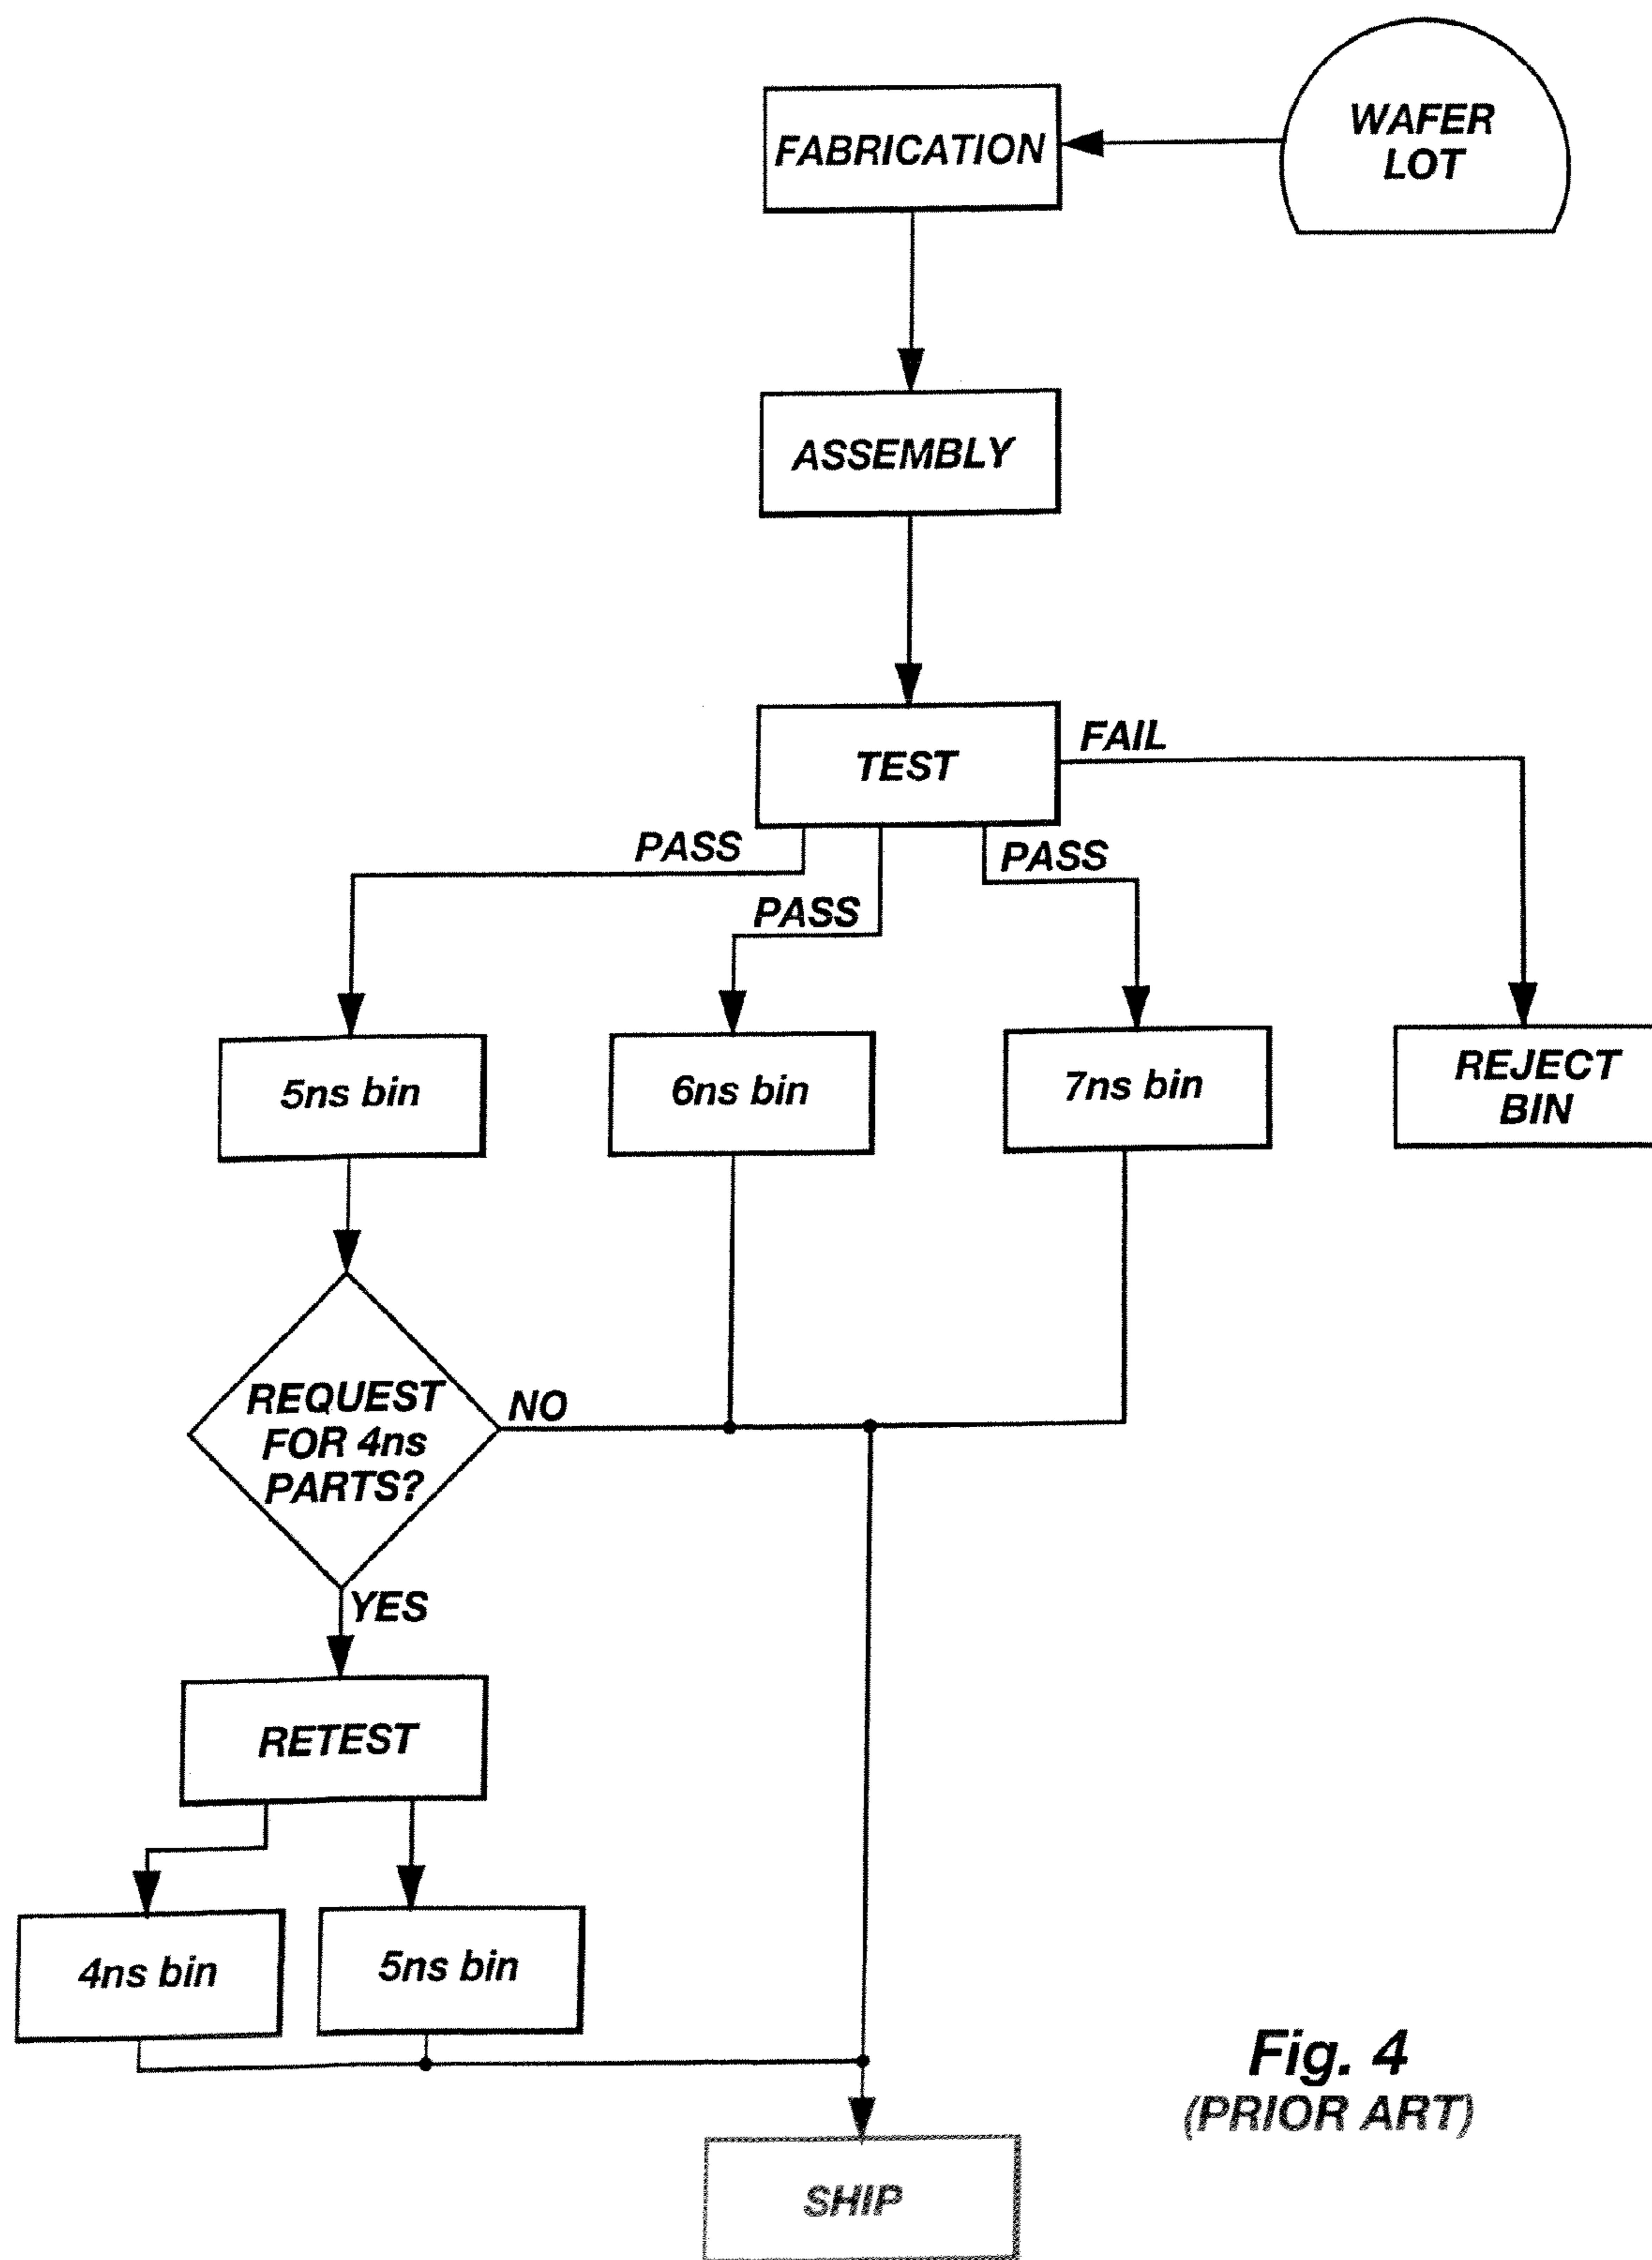 WAFER
LOT
FABRICATION
ASSEMBLY
TEST
FAIL
PASS
PASS
PASS
5ns bin
6ns bin
7ns bin
REJECT
BIN
REQUEST
FOR 4ns
PARTS?
NO
YES
RETEST
4ns bin
5ns bin
SHIP
Fig. 4
(PRIOR ART)